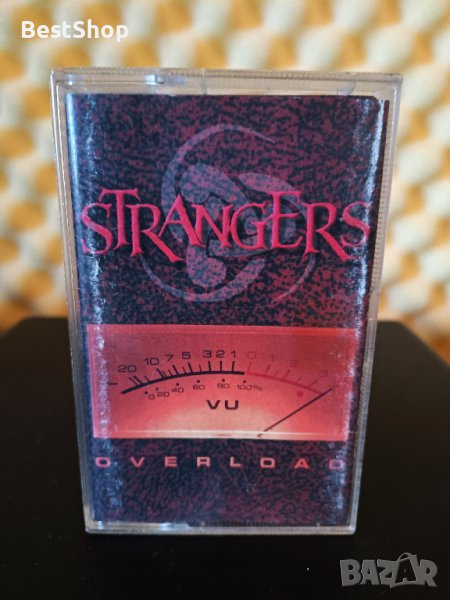 BestShop
STRANGERS
20 10 7 5 3 2 1 0 1 2 3
0 20 40 60 80 100%
VU
OVERLOAD
BAZAR